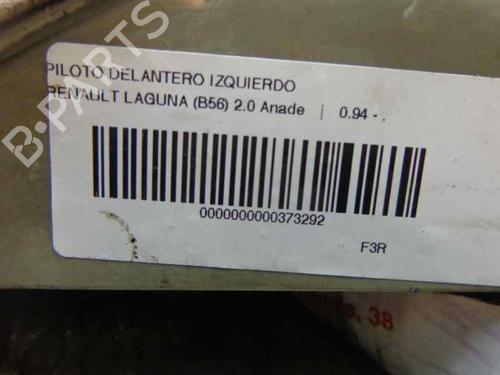 PILOTO DELANTERO IZQUIERDO
RENAULT LAGUNA (B56) 2.0 Anade | 0.94 - .
0000000000373292
F3R
38
B-PARTS